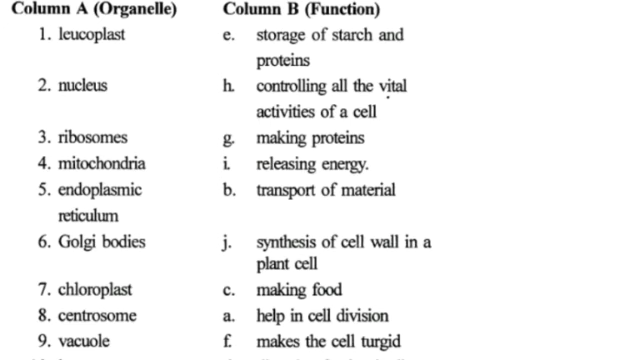 Column A (Organelle) Column B (Function)
1. leucoplast e. storage of starch and
proteins
2. nucleus h. controlling all the vital
activities of a cell
3. ribosomes g. making proteins
4. mitochondria i. releasing energy.
5. endoplasmic b. transport of material
reticulum
6. Golgi bodies j. synthesis of cell wall in a
plant cell
7. chloroplast c. making food
8. centrosome a. help in cell division
9. vacuole f. makes the cell turgid